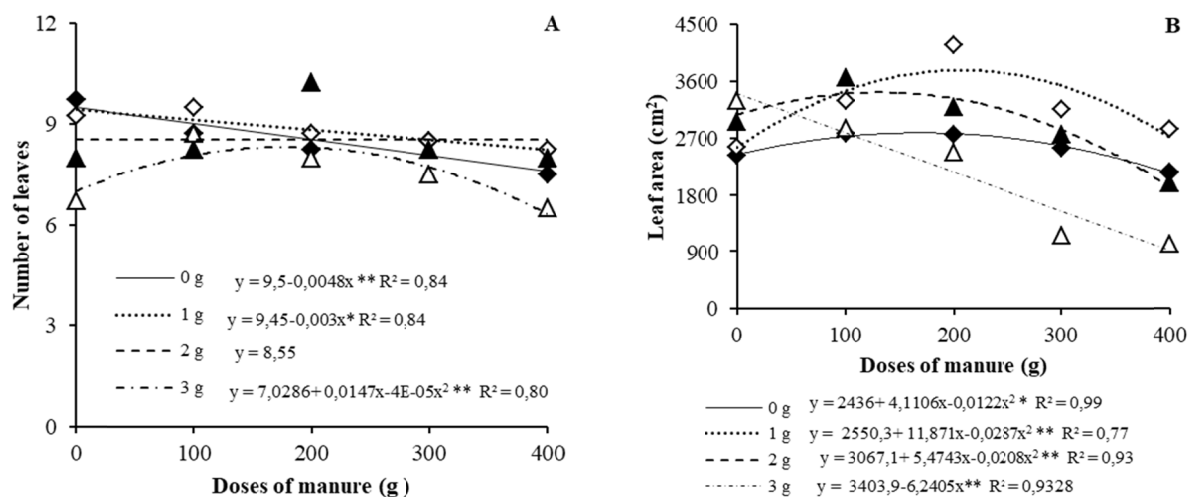 A
Number of leaves
12
9
6
3
0
0 g y = 9,5-0,0048x ** R² = 0,84
1 g y = 9,45-0,003x* R² = 0,84
2 g y = 8,55
3 g y = 7,0286+0,0147x-4E-05x² ** R² = 0,80
0 100 200 300 400
Doses of manure (g)
B
Leaf area (cm²)
4500
3600
2700
1800
900
0
0 100 200 300 400
Doses of manure (g)
0 g y = 2436+4,1106x-0,0122x² * R² = 0,99
1 g y = 2550,3+11,871x-0,0287x² ** R² = 0,77
2 g y = 3067,1+5,4743x-0,0208x² ** R² = 0,93
3 g y = 3403,9-6,2405x** R² = 0,9328